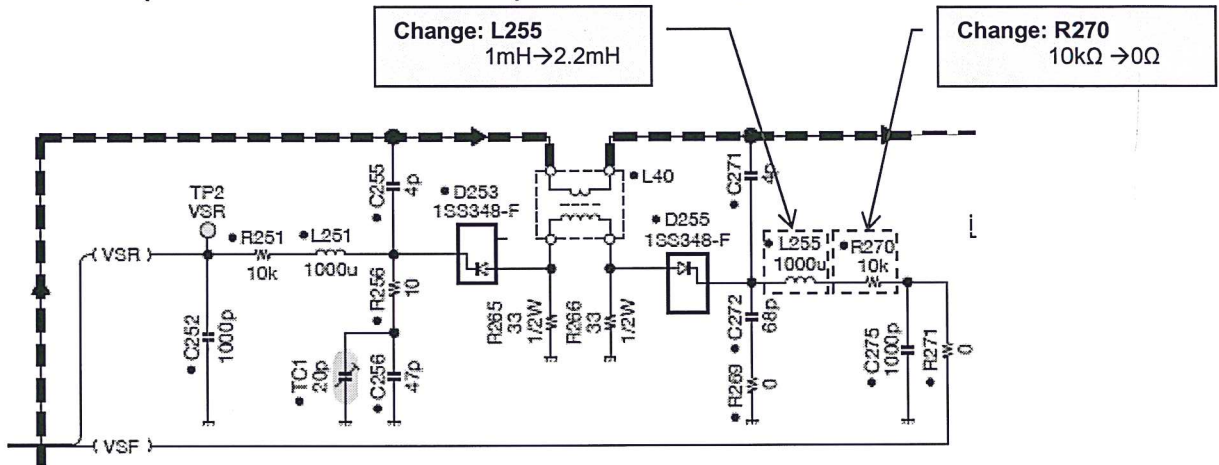 Change: L255
1mH→2.2mH
Change: R270
10kΩ →0Ω
TP2
VSR
R251
10k
L251
1000u
C255
4p
D253
1SS348-F
L40
D255
1SS348-F
C271
4p
L255
1000u
R270
10k
(VSR)
C252
1000p
R256
10
TC1
20p
C256
47p
R265
33
1/2W
R266
33
1/2W
C272
68p
R269
0
C275
1000p
R271
0
(VSF)